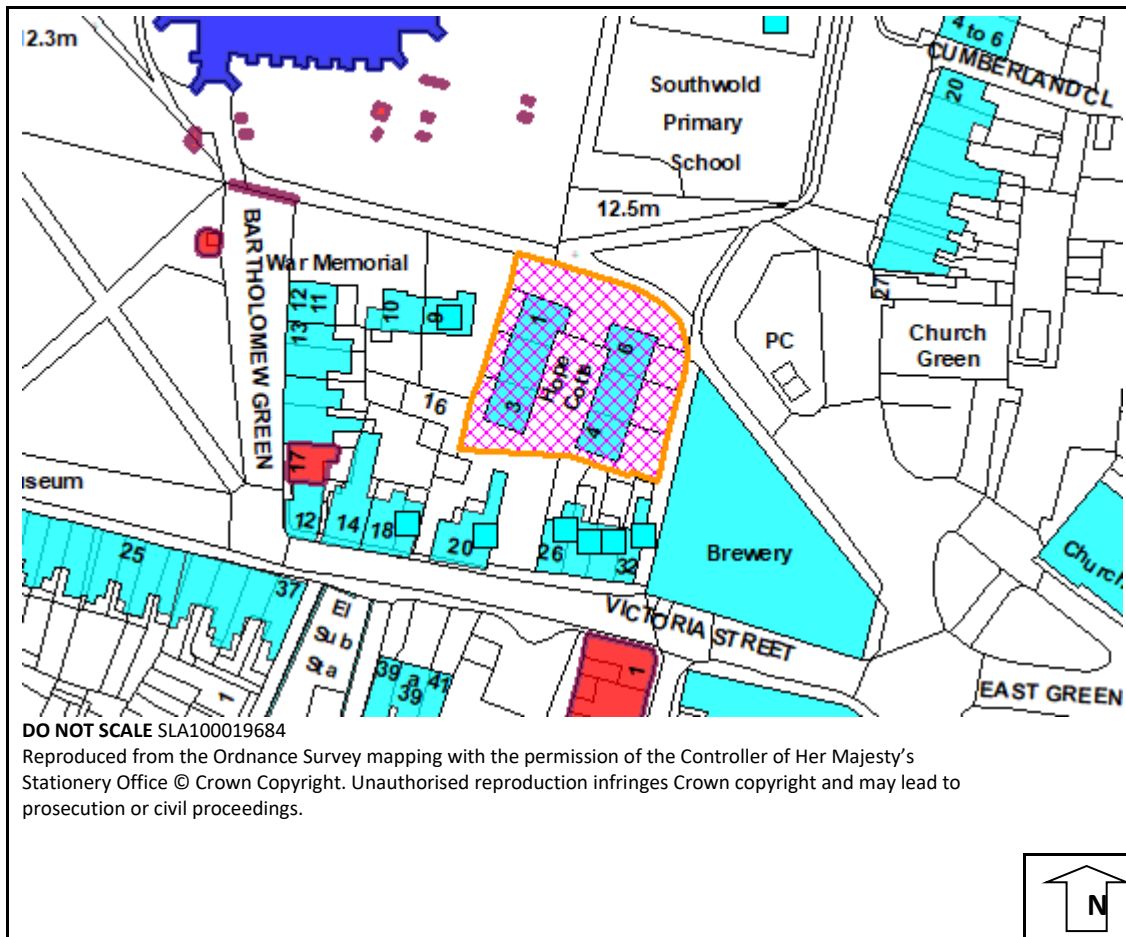 12.3m
4 to 6
CUMBERLAND CL
20
Southwold
Primary
School
12.5m
BARTHOLOMEW GREEN
War Memorial
12
11
13
10
9
1
6
Hope
Cotts
3
4
16
PC
27
Church
Green
17
useum
12
14
18
20
26
32
Brewery
Church
25
37
El
Sub
Sta
VICTORIA STREET
1
39 a 41
39
1
EAST GREEN
DO NOT SCALE SLA100019684
Reproduced from the Ordnance Survey mapping with the permission of the Controller of Her Majesty's
Stationery Office © Crown Copyright. Unauthorised reproduction infringes Crown copyright and may lead to
prosecution or civil proceedings.
N